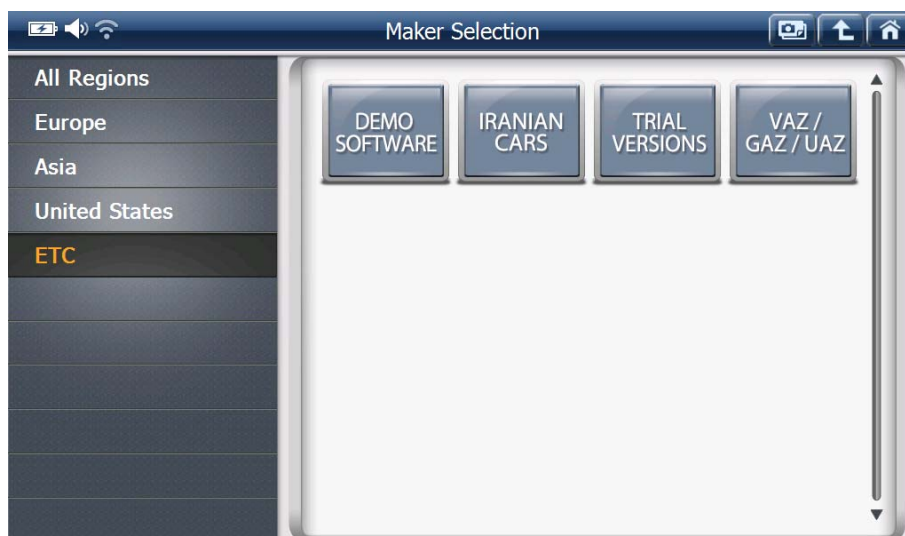 Maker Selection
All Regions
Europe
Asia
United States
ETC
DEMO
SOFTWARE
IRANIAN
CARS
TRIAL
VERSIONS
VAZ /
GAZ / UAZ